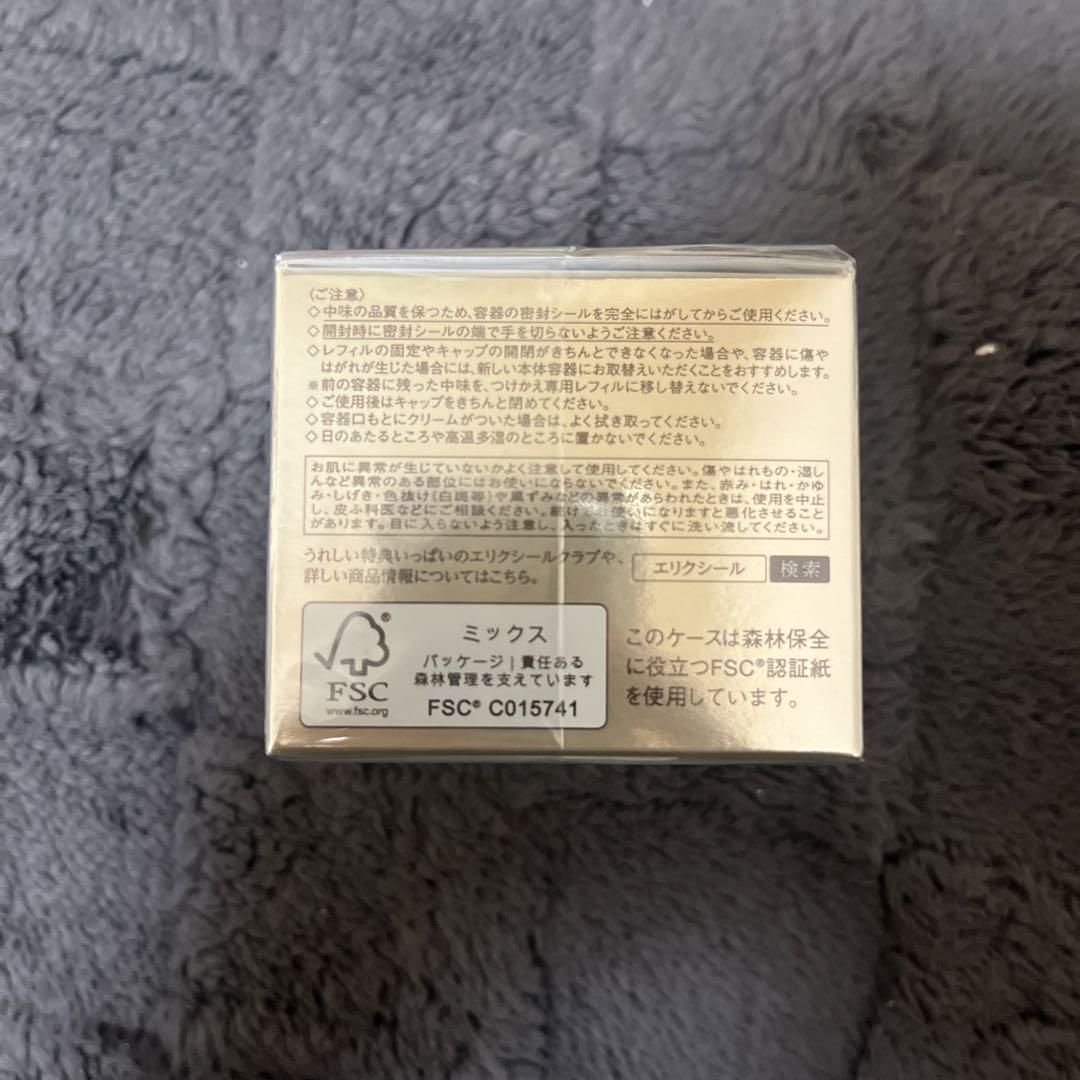 〈ご注意〉
◇中味の品質を保つため、容器の密封シールを完全にはがしてからご使用ください。
◇開封時に密封シールの端で手を切らないようご注意ください。
◇レフィルの固定やキャップの開閉がきちんとできなくなった場合や、容器に傷や
はがれが生じた場合には、新しい本体容器にお取替えいただくことをおすすめします。
※前の容器に残った中味を、つけかえ専用レフィルに移し替えないでください。
◇ご使用後はキャップをきちんと閉めてください。
◇容器口もとにクリームがついた場合は、よく拭き取ってください。
◇日のあたるところや高温多湿のところに置かないでください。
お肌に異常が生じていないかよく注意して使用してください。傷やはれもの・湿し
んなど異常のある部位にはお使いにならないでください。また、赤み・はれ・かゆ
み・しげき・色抜け(白斑等)や黒ずみなどの異常があらわれたときは、使用を中止
し、皮ふ科医などにご相談ください。続けてお使いになりますと悪化することが
あります。目に入らないよう注意し、入ったときはすぐに洗い流してください。
うれしい特典いっぱいのエリクシールクラブや、
詳しい商品情報についてはこちら。
エリクシール 検索
FSC®
www.fsc.org
ミックス
パッケージ|責任ある
森林管理を支えています
FSC® C015741
このケースは森林保全
に役立つFSC®認証紙
を使用しています。